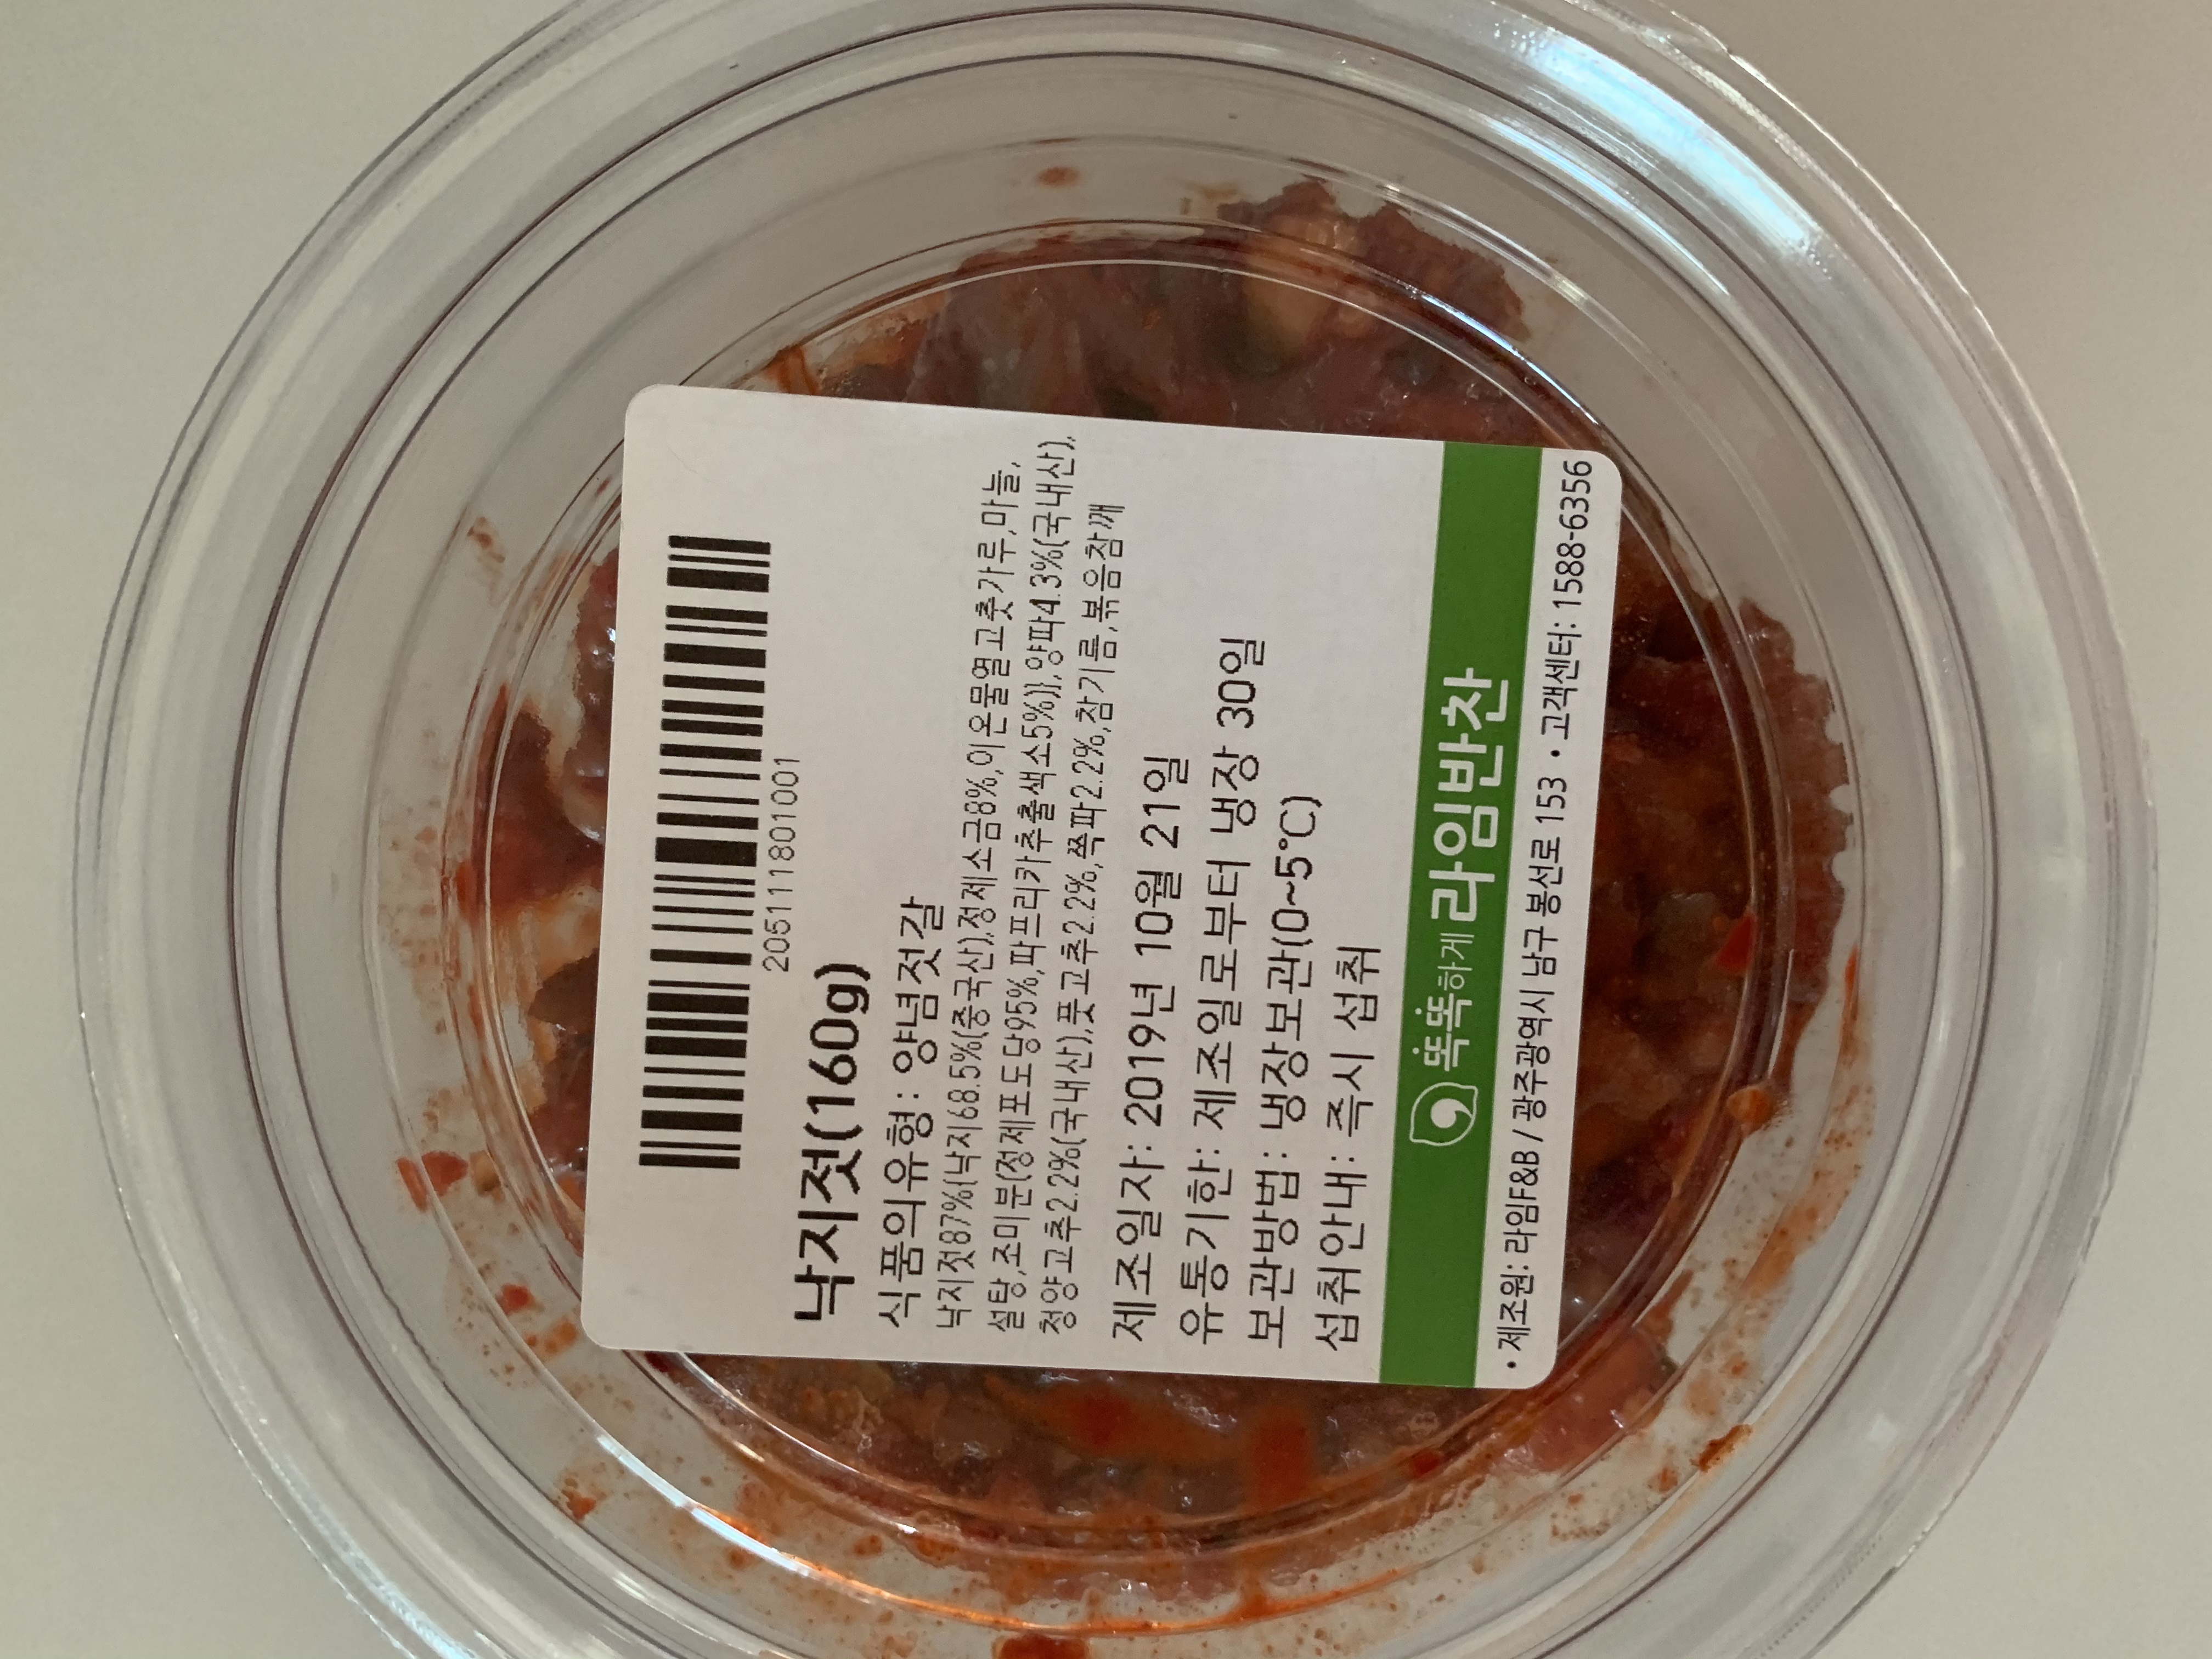 205111801001
낙지젓(160g)
식품의유형: 양념젓갈
낙지젓87%{낙지68.5%(중국산),정제소금8%,이온물엿,고춧가루,마늘,
설탕,조미분(정제포도당95%,파프리카추출색소5%)},양파4.3%(국내산),
청양고추2.2%(국내산),풋고추2.2%,쪽파2.2%,참기름,볶음참깨
제조일자: 2019년 10월 21일
유통기한: 제조일로부터 냉장 30일
보관방법: 냉장보관(0~5℃)
섭취안내: 즉시 섭취
똑똑하게 라임반찬
• 제조원: 라임F&B / 광주광역시 남구 봉선로 153 • 고객센터: 1588-6356